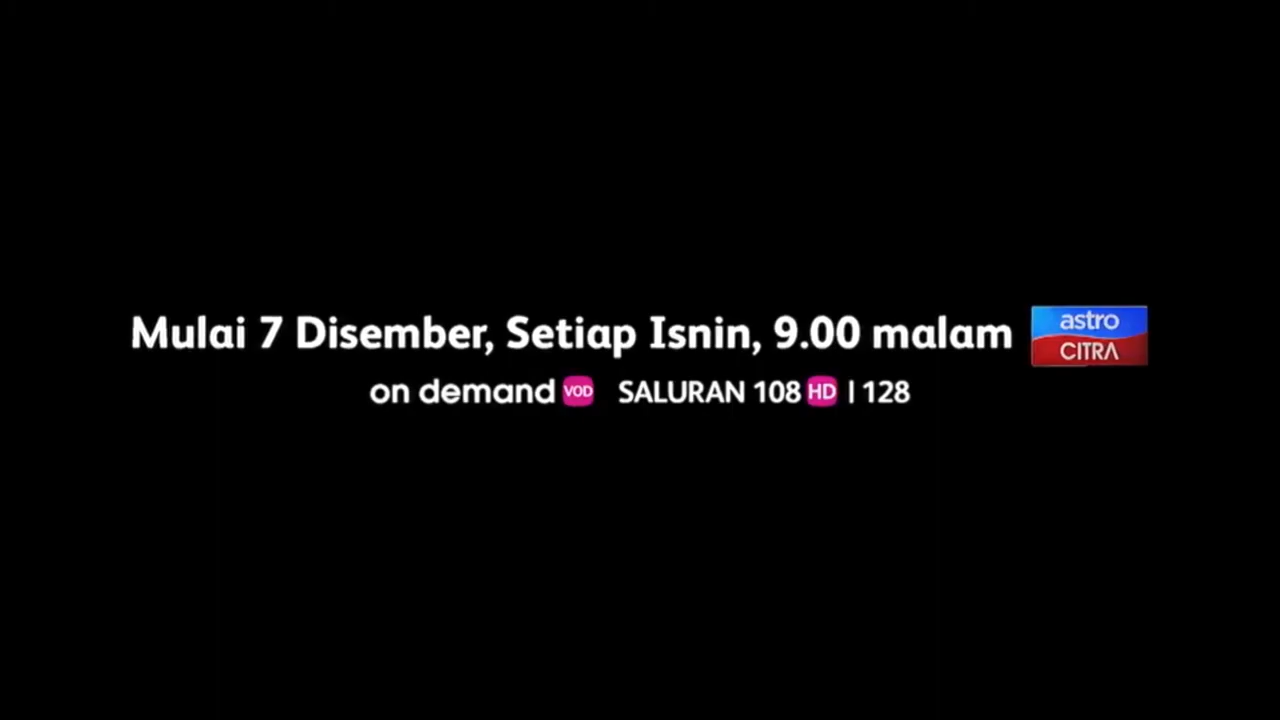 Mulai 7 Disember, Setiap Isnin, 9.00 malam
astro
CITRA
on demand VOD SALURAN 108 HD | 128